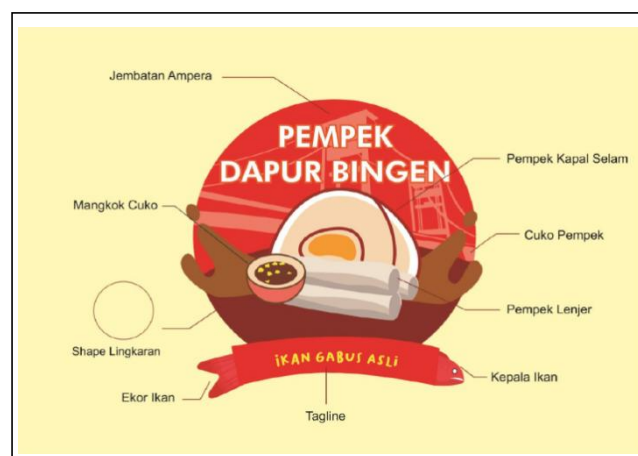 Jembatan Ampera
PEMPEK
DAPUR BINGEN
Pempek Kapal Selam
Mangkok Cuko
Cuko Pempek
Pempek Lenjer
Shape Lingkaran
iKAN GABUS ASLi
Kepala Ikan
Ekor Ikan
Tagline